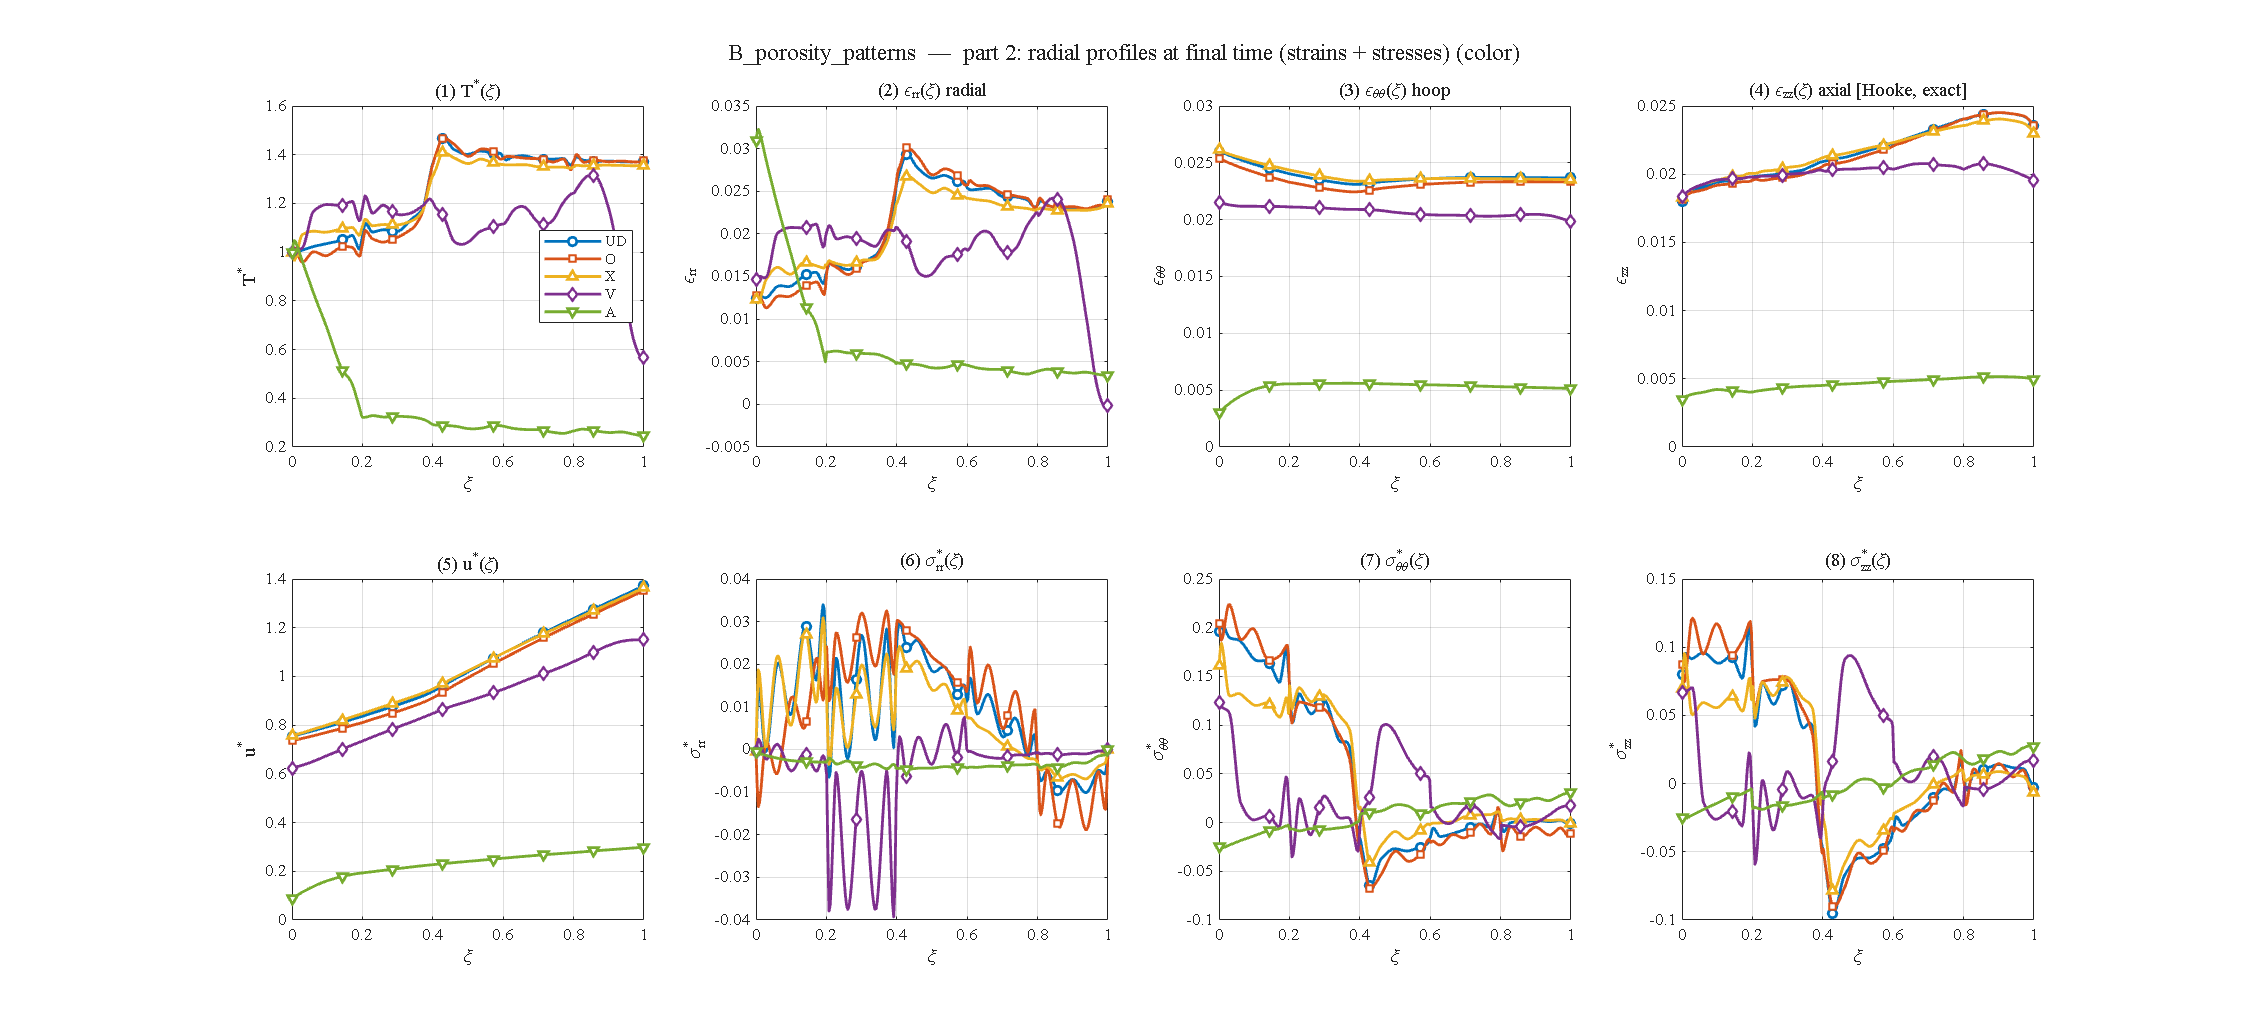 B_porosity_patterns — part 2: radial profiles at final time (strains + stresses) (color)
(1) T*(ξ)
1.6
1.4
1.2
1
0.8
0.6
0.4
0.2
0 0.2 0.4 0.6 0.8 1
T*
ξ
UD
O
X
V
A
(2) ϵrr(ξ) radial
0.035
0.03
0.025
0.02
0.015
0.01
0.005
0
-0.005
0 0.2 0.4 0.6 0.8 1
ϵrr
ξ
(3) ϵθθ(ξ) hoop
0.03
0.025
0.02
0.015
0.01
0.005
0
0 0.2 0.4 0.6 0.8 1
ϵθθ
ξ
(4) ϵzz(ξ) axial [Hooke, exact]
0.025
0.02
0.015
0.01
0.005
0
0 0.2 0.4 0.6 0.8 1
ϵzz
ξ
(5) u*(ξ)
1.4
1.2
1
0.8
0.6
0.4
0.2
0
0 0.2 0.4 0.6 0.8 1
u*
ξ
(6) σ*rr(ξ)
0.04
0.03
0.02
0.01
0
-0.01
-0.02
-0.03
-0.04
0 0.2 0.4 0.6 0.8 1
σ*rr
ξ
(7) σ*θθ(ξ)
0.25
0.2
0.15
0.1
0.05
0
-0.05
-0.1
0 0.2 0.4 0.6 0.8 1
σ*θθ
ξ
(8) σ*zz(ξ)
0.15
0.1
0.05
0
-0.05
-0.1
0 0.2 0.4 0.6 0.8 1
σ*zz
ξ